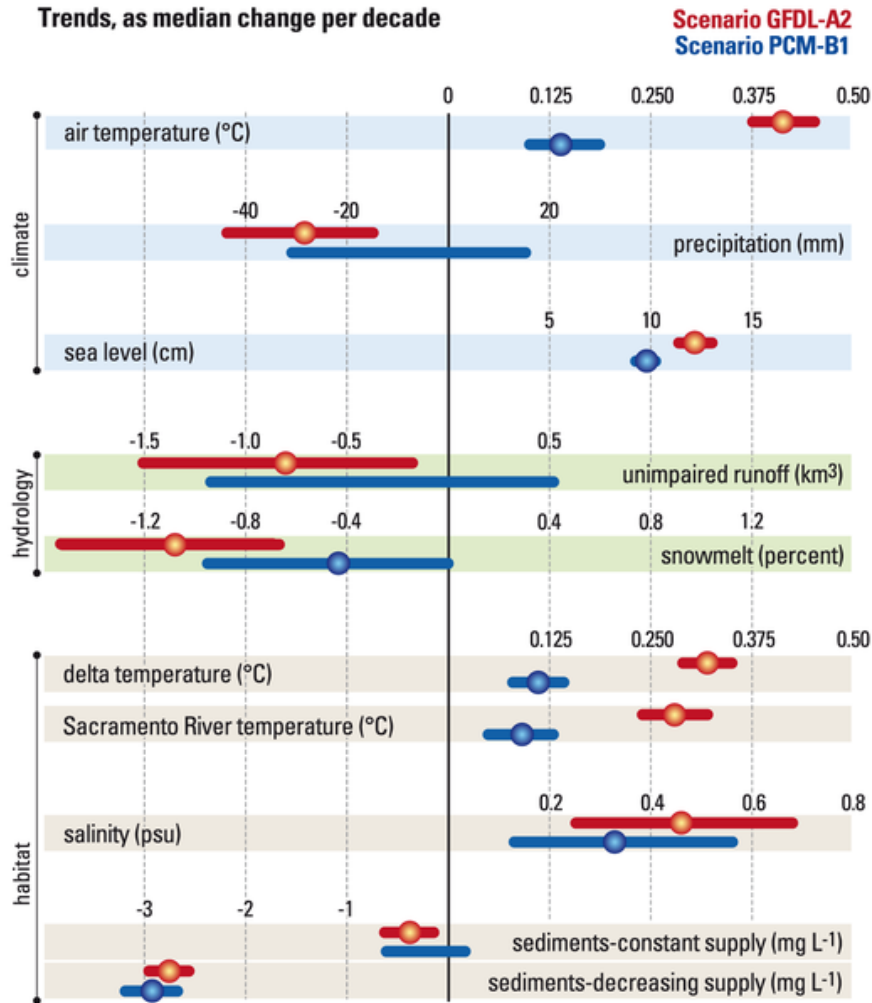 Trends, as median change per decade
Scenario GFDL-A2
Scenario PCM-B1
0 0.125 0.250 0.375 0.50
air temperature (°C)
-40 -20 20
precipitation (mm)
5 10 15
sea level (cm)
climate
-1.5 -1.0 -0.5 0.5
unimpaired runoff (km³)
-1.2 -0.8 -0.4 0.4 0.8 1.2
snowmelt (percent)
hydrology
0.125 0.250 0.375 0.50
delta temperature (°C)
Sacramento River temperature (°C)
0.2 0.4 0.6 0.8
salinity (psu)
-3 -2 -1
sediments-constant supply (mg L⁻¹)
sediments-decreasing supply (mg L⁻¹)
habitat